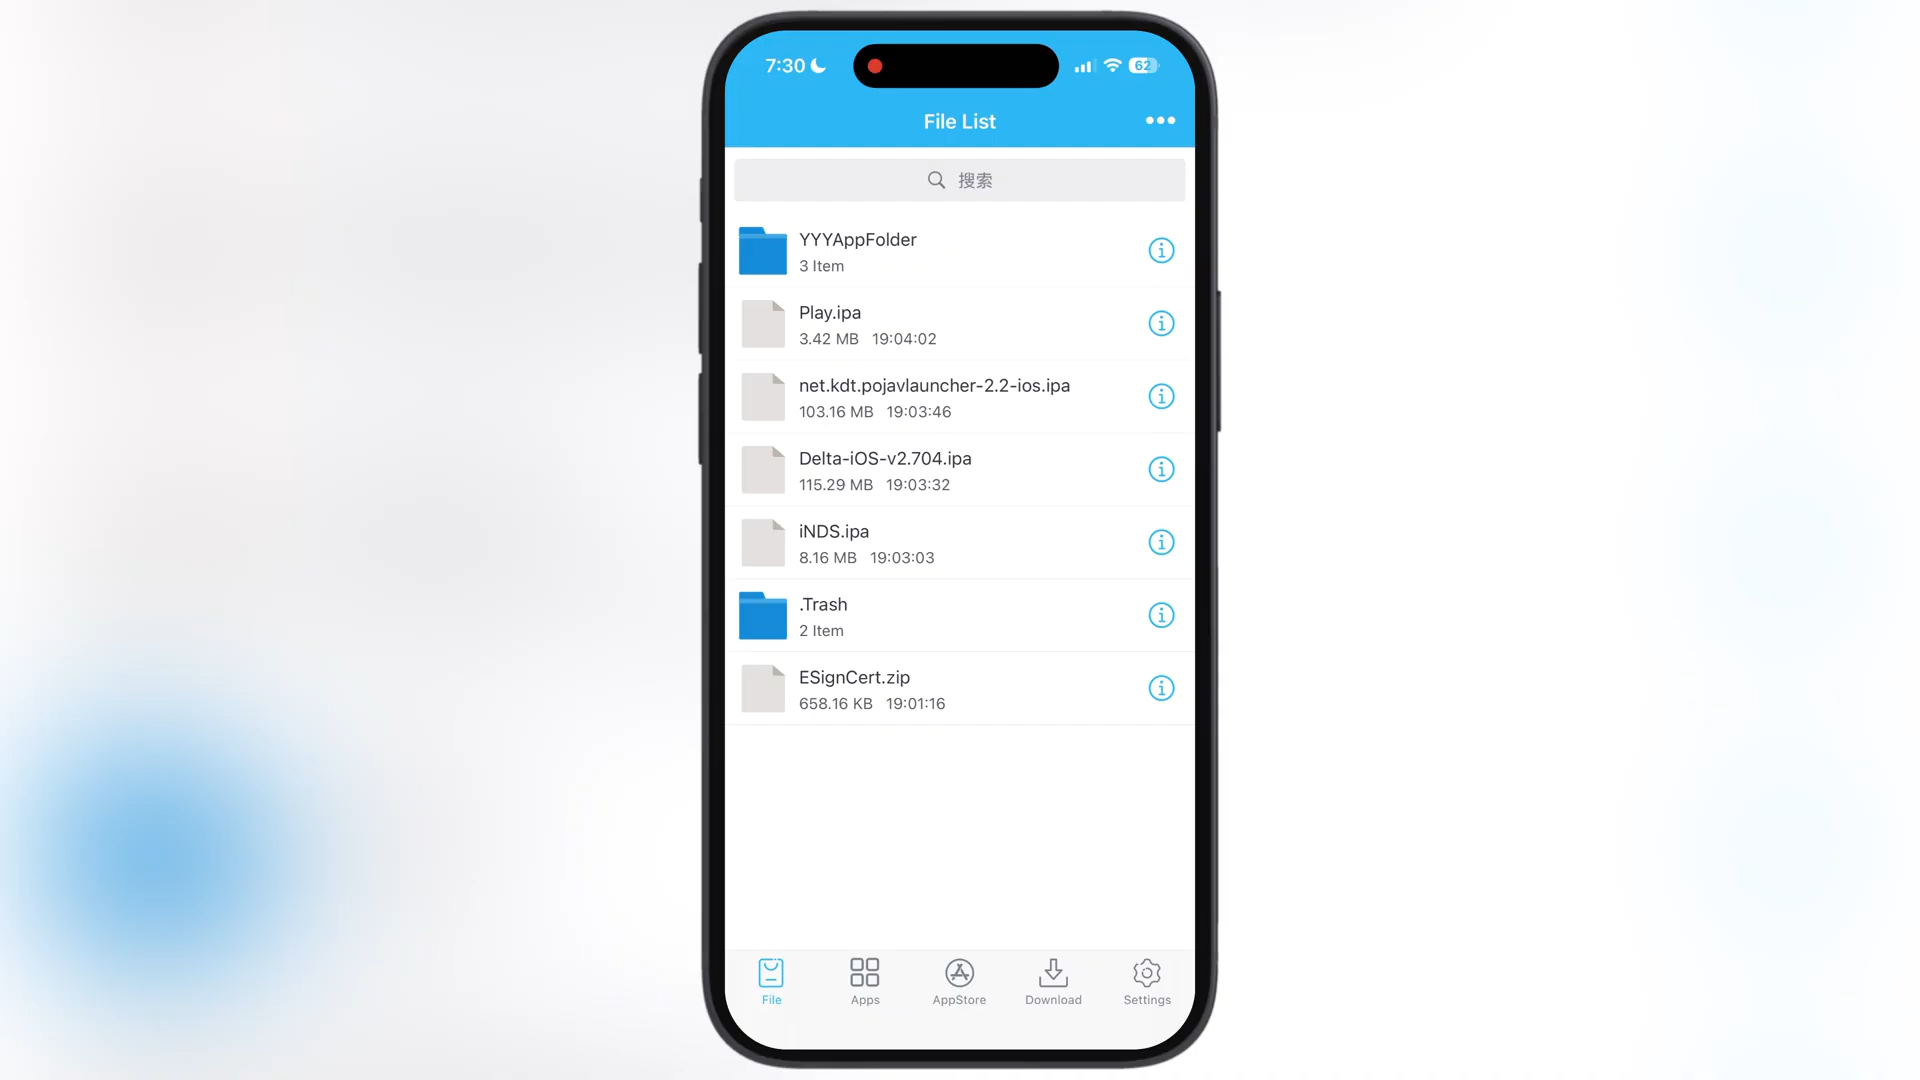 7:30
62
File List
•••
搜索
YYYAppFolder
3 Item
Play.ipa
3.42 MB 19:04:02
net.kdt.pojavlauncher-2.2-ios.ipa
103.16 MB 19:03:46
Delta-iOS-v2.704.ipa
115.29 MB 19:03:32
iNDS.ipa
8.16 MB 19:03:03
.Trash
2 Item
ESignCert.zip
658.16 KB 19:01:16
File Apps AppStore Download Settings